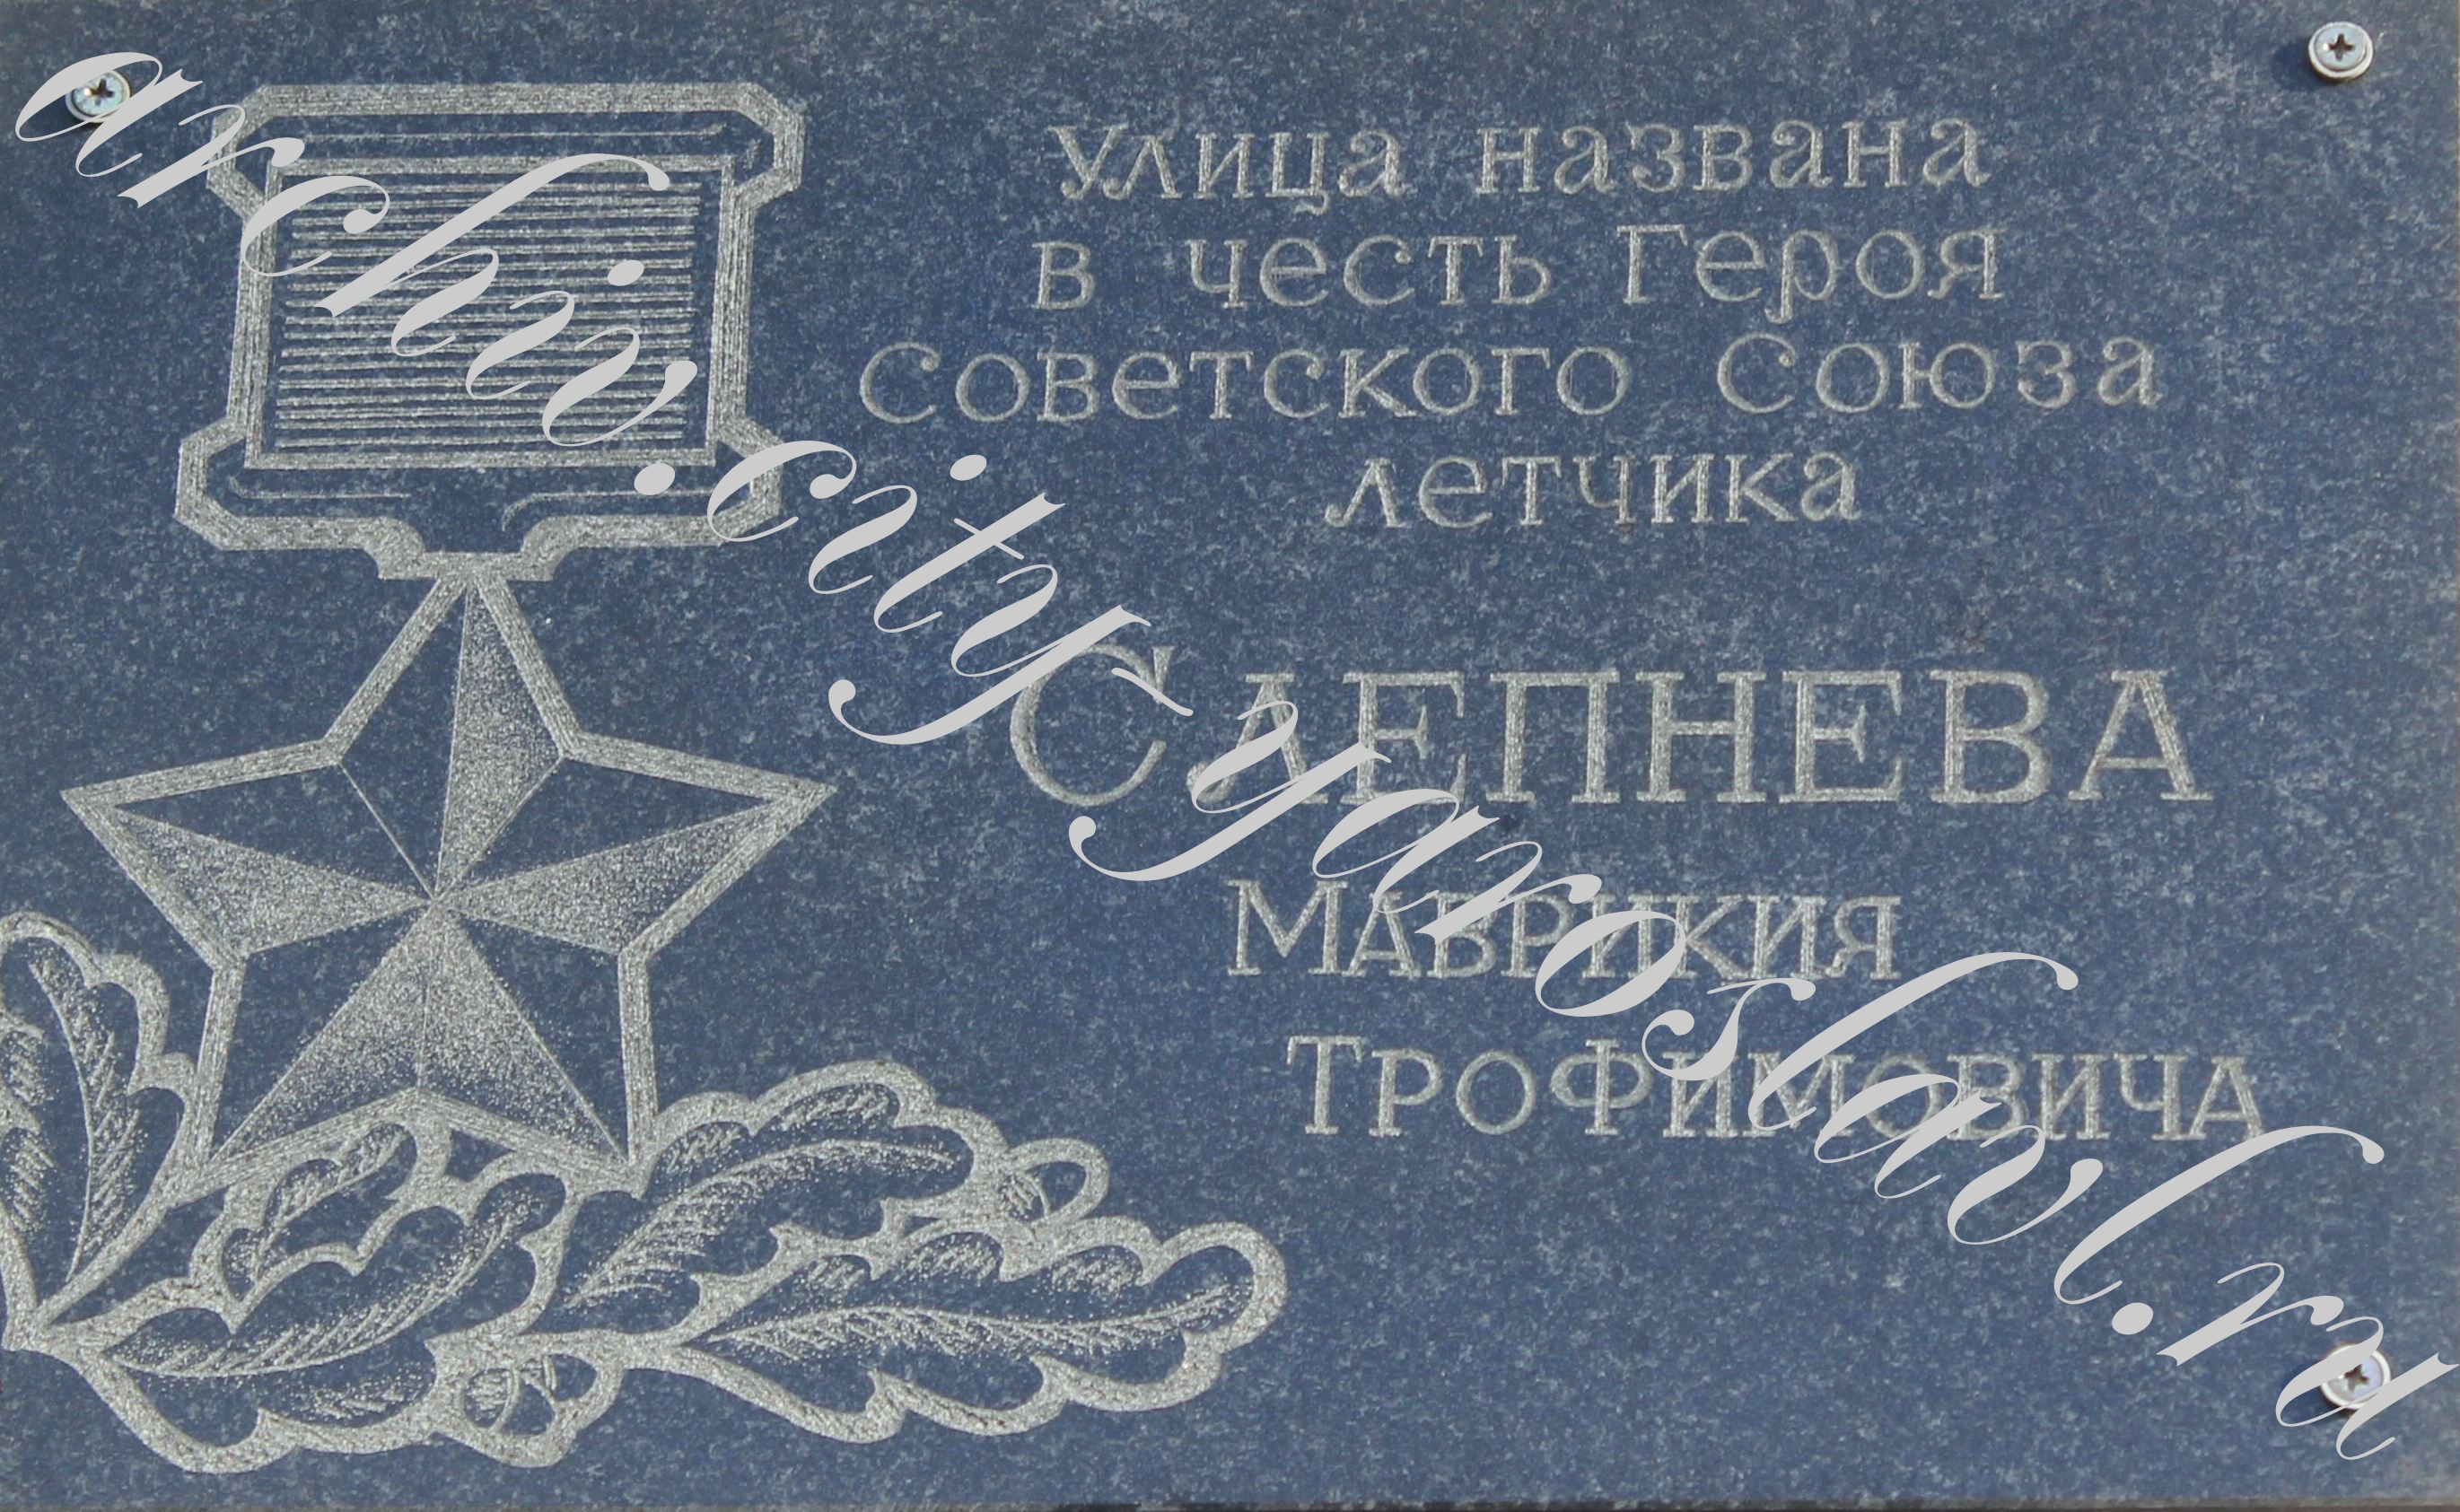 улица названа
в честь Героя
Советского Союза
летчика
СЛЕПНЕВА
МАВРИКИЯ
ТРОФИМОВИЧА
archiv.city-yaroslavl.ru